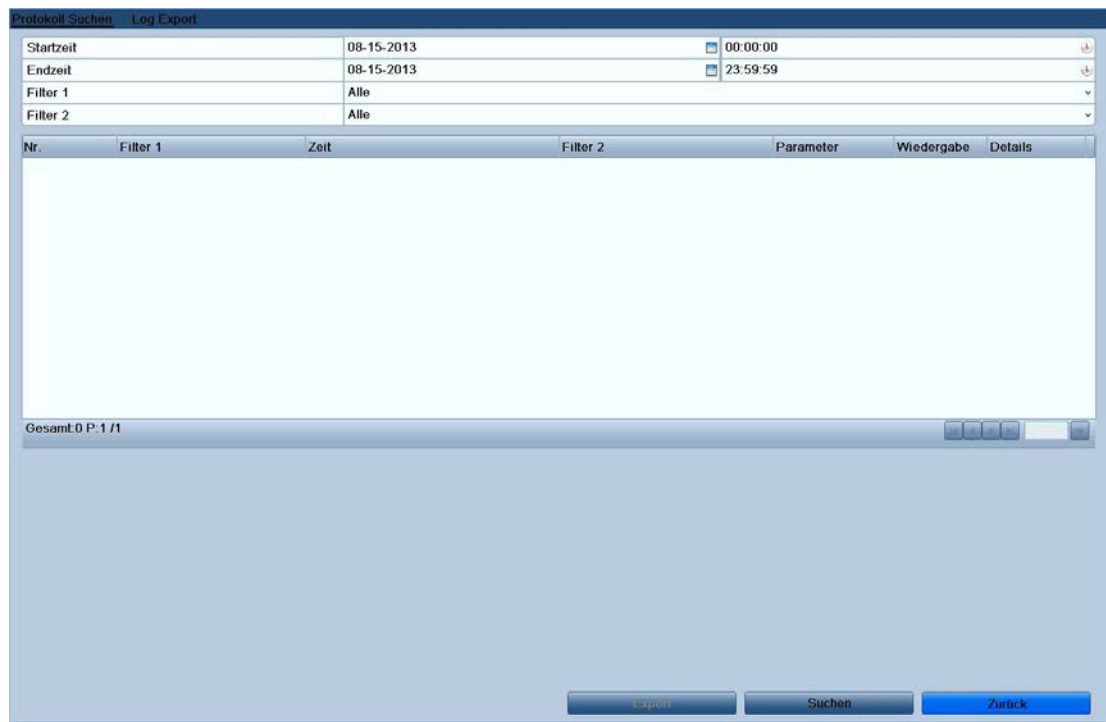 Protokoll Suchen Log Export
Startzeit 08-15-2013 00:00:00
Endzeit 08-15-2013 23:59:59
Filter 1 Alle
Filter 2 Alle
Nr. Filter 1 Zeit Filter 2 Parameter Wiedergabe Details
Gesamt:0 P:1 /1
Export Suchen Zurück